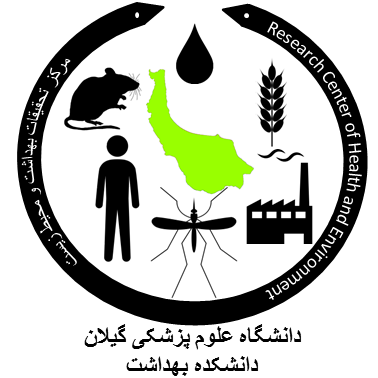 مرکز تحقیقات بهداشت و محیط زیست
Research Center of Health and Environment
دانشگاه علوم پزشکی گیلان
دانشکده بهداشت